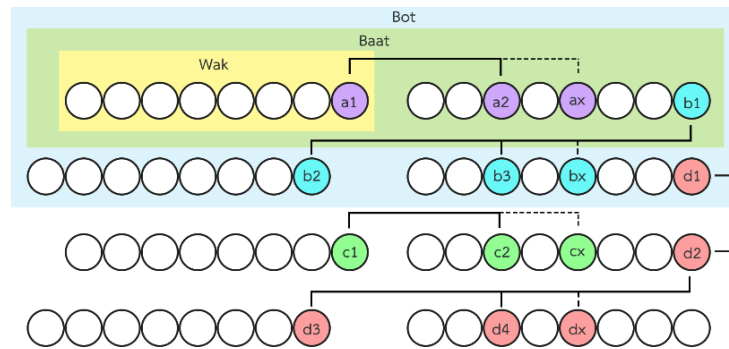 Bot
Baat
Wak
a1 a2 ax b1
b2 b3 bx d1
c1 c2 cx d2
d3 d4 dx